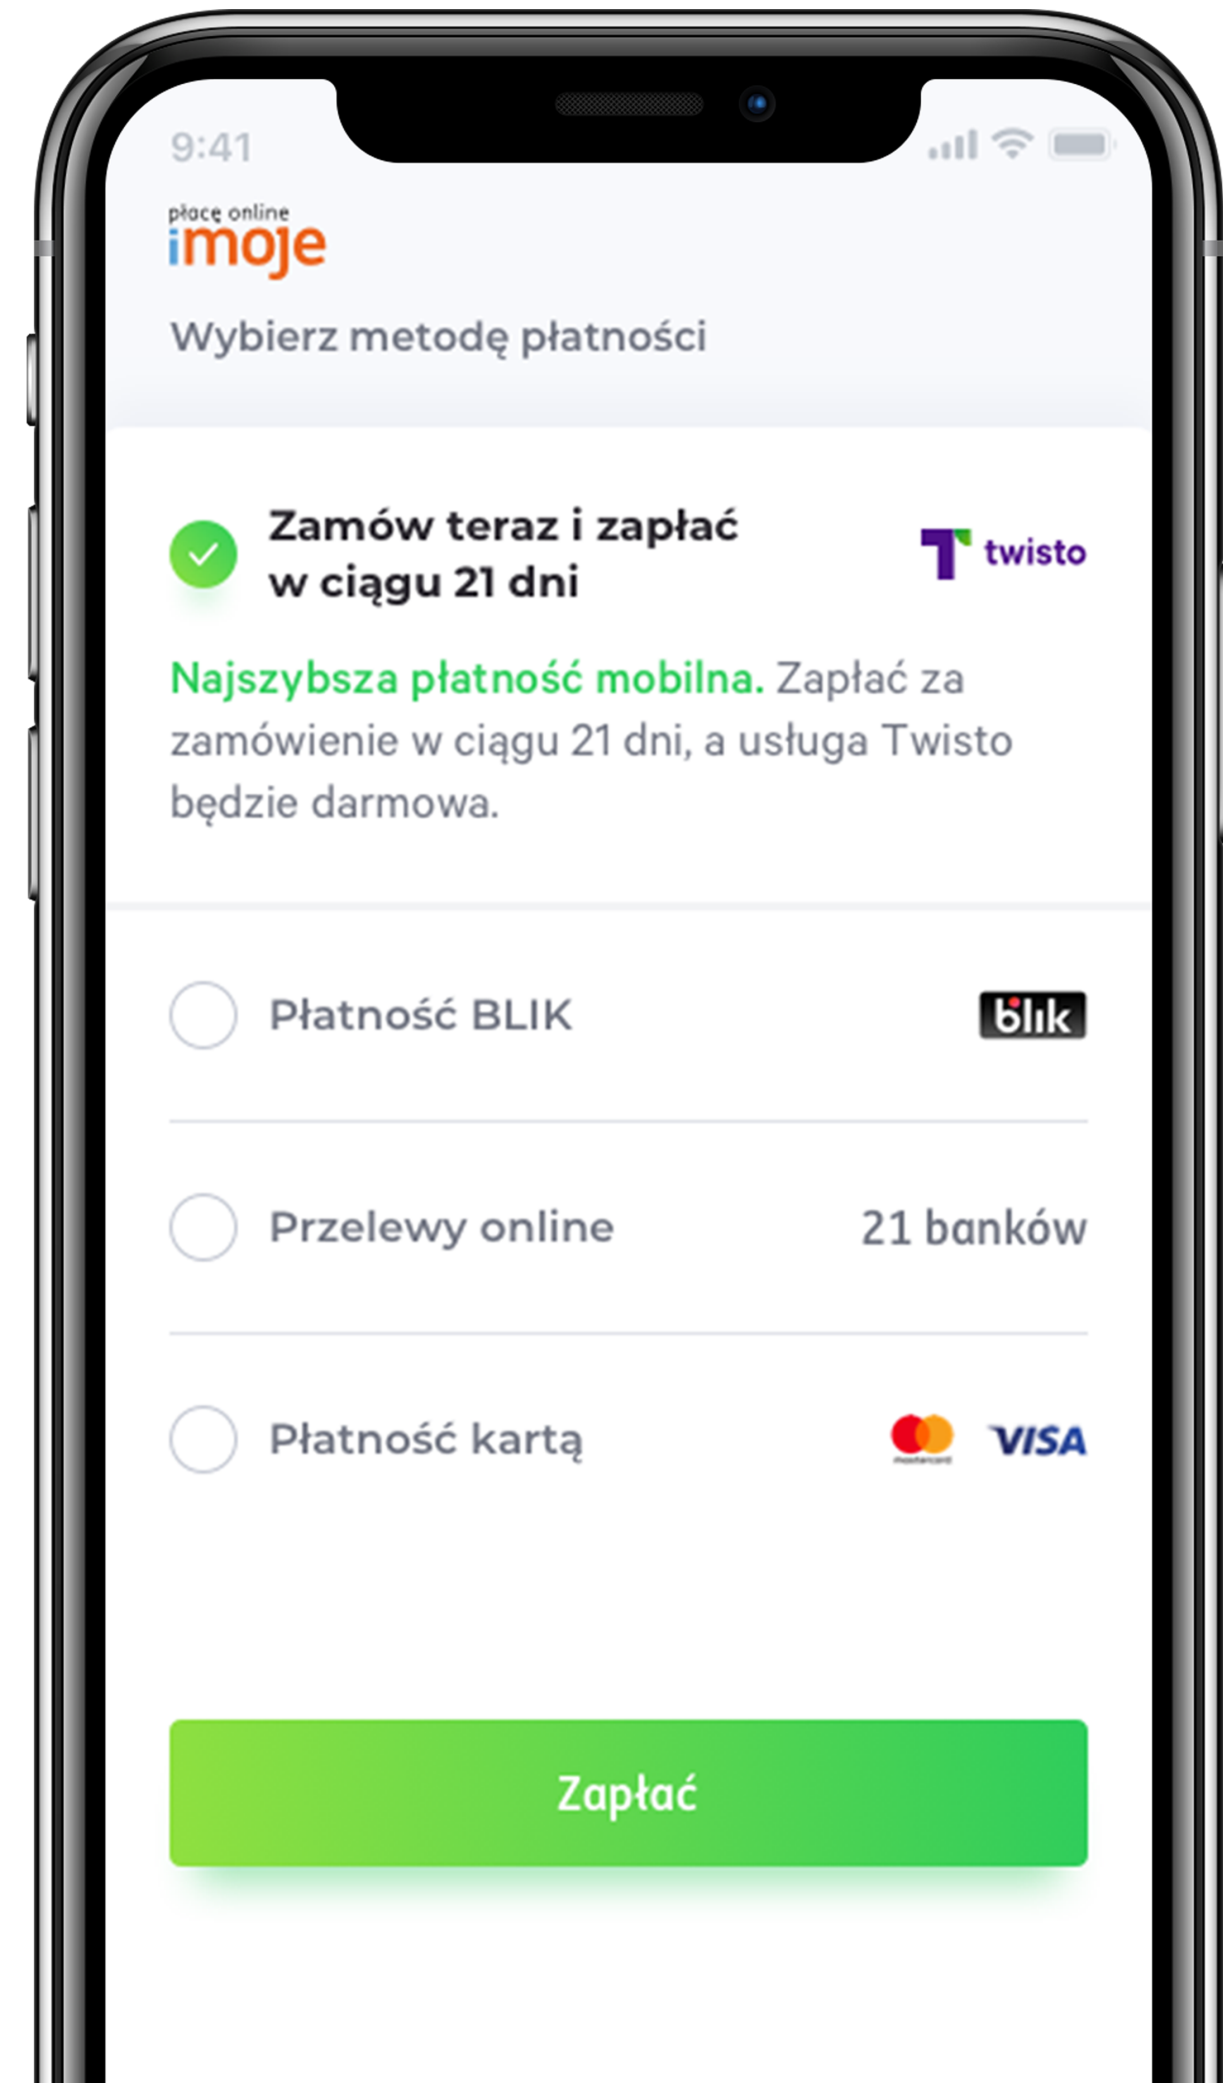 9:41
płacę online
imoje
Wybierz metodę płatności
Zamów teraz i zapłać
w ciągu 21 dni
twisto
Najszybsza płatność mobilna. Zapłać za
zamówienie w ciągu 21 dni, a usługa Twisto
będzie darmowa.
Płatność BLIK
blik
Przelewy online
21 banków
Płatność kartą
mastercard
VISA
Zapłać